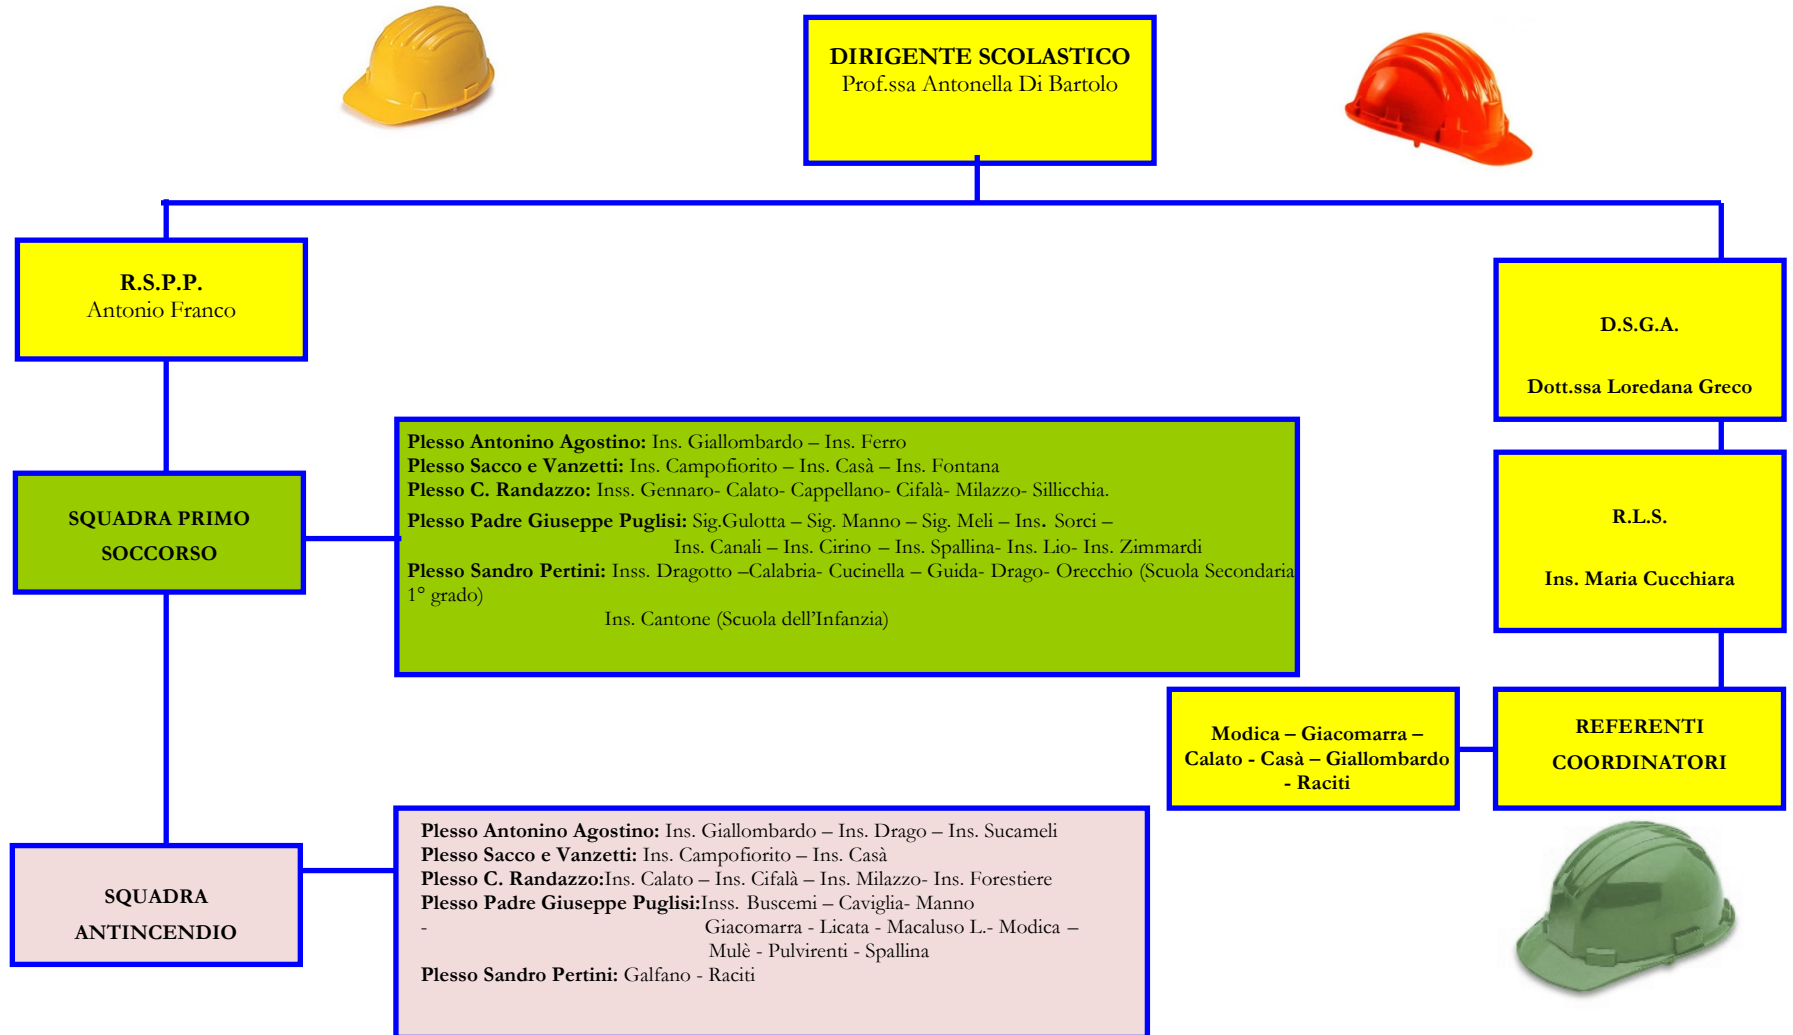 DIRIGENTE SCOLASTICO
Prof.ssa Antonella Di Bartolo
R.S.P.P.
Antonio Franco
D.S.G.A.
Dott.ssa Loredana Greco
Plesso Antonino Agostino: Ins. Giallombardo – Ins. Ferro
Plesso Sacco e Vanzetti: Ins. Campofiorito – Ins. Casà – Ins. Fontana
Plesso C. Randazzo: Inss. Gennaro- Calato- Cappellano- Cifalà- Milazzo- Sillicchia.
Plesso Padre Giuseppe Puglisi: Sig.Gulotta – Sig. Manno – Sig. Meli – Ins. Sorci –
Ins. Canali – Ins. Cirino – Ins. Spallina- Ins. Lio- Ins. Zimmardi
Plesso Sandro Pertini: Inss. Dragotto –Calabria- Cucinella – Guida- Drago- Orecchio (Scuola Secondaria
1° grado)
Ins. Cantone (Scuola dell’Infanzia)
SQUADRA PRIMO
SOCCORSO
R.L.S.
Ins. Maria Cucchiara
Modica – Giacomarra –
Calato - Casà – Giallombardo
- Raciti
REFERENTI
COORDINATORI
SQUADRA
ANTINCENDIO
Plesso Antonino Agostino: Ins. Giallombardo – Ins. Drago – Ins. Sucameli
Plesso Sacco e Vanzetti: Ins. Campofiorito – Ins. Casà
Plesso C. Randazzo:Ins. Calato – Ins. Cifalà – Ins. Milazzo- Ins. Forestiere
Plesso Padre Giuseppe Puglisi:Inss. Buscemi – Caviglia- Manno
- Giacomarra - Licata - Macaluso L.- Modica –
Mulè - Pulvirenti - Spallina
Plesso Sandro Pertini: Galfano - Raciti